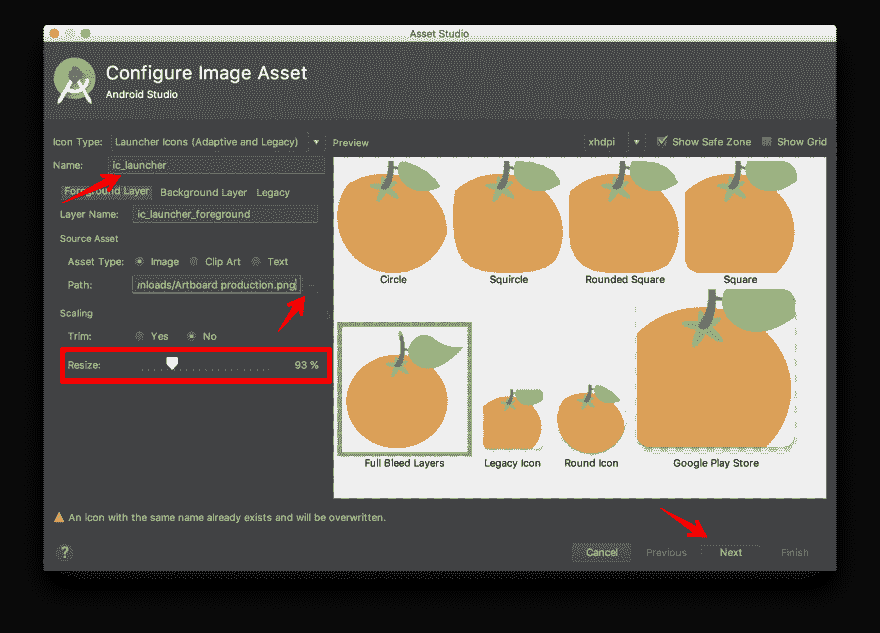 Asset Studio
Configure Image Asset
Android Studio
Icon Type: Launcher Icons (Adaptive and Legacy)
Preview
xhdpi
Show Safe Zone
Show Grid
Name: ic_launcher
Foreground Layer Background Layer Legacy
Layer Name: ic_launcher_foreground
Source Asset
Asset Type: Image Clip Art Text
Path: nloads/Artboard production.png
Scaling
Trim: Yes No
Resize: 93 %
Circle Squircle Rounded Square Square
Full Bleed Layers Legacy Icon Round Icon Google Play Store
An icon with the same name already exists and will be overwritten.
? Cancel Previous Next Finish